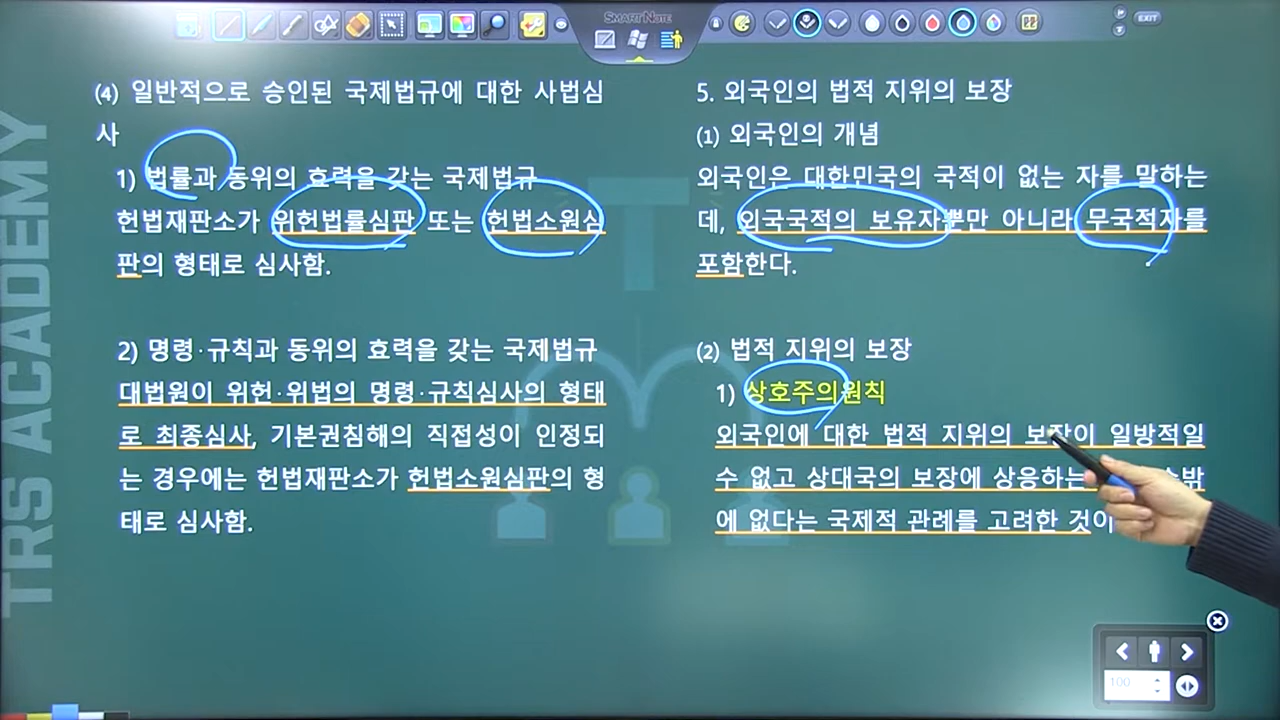 SMART NOTE
EXIT
(4) 일반적으로 승인된 국제법규에 대한 사법심
사
1) 법률과 동위의 효력을 갖는 국제법규
헌법재판소가 위헌법률심판 또는 헌법소원심
판의 형태로 심사함.
2) 명령·규칙과 동위의 효력을 갖는 국제법규
대법원이 위헌·위법의 명령·규칙심사의 형태
로 최종심사, 기본권침해의 직접성이 인정되
는 경우에는 헌법재판소가 헌법소원심판의 형
태로 심사함.
5. 외국인의 법적 지위의 보장
(1) 외국인의 개념
외국인은 대한민국의 국적이 없는 자를 말하는
데, 외국국적의 보유자뿐만 아니라 무국적자를
포함한다.
(2) 법적 지위의 보장
1) 상호주의원칙
외국인에 대한 법적 지위의 보장이 일방적일
수 없고 상대국의 보장에 상응하는 수밖
에 없다는 국제적 관례를 고려한 것이
TRS ACADEMY
100